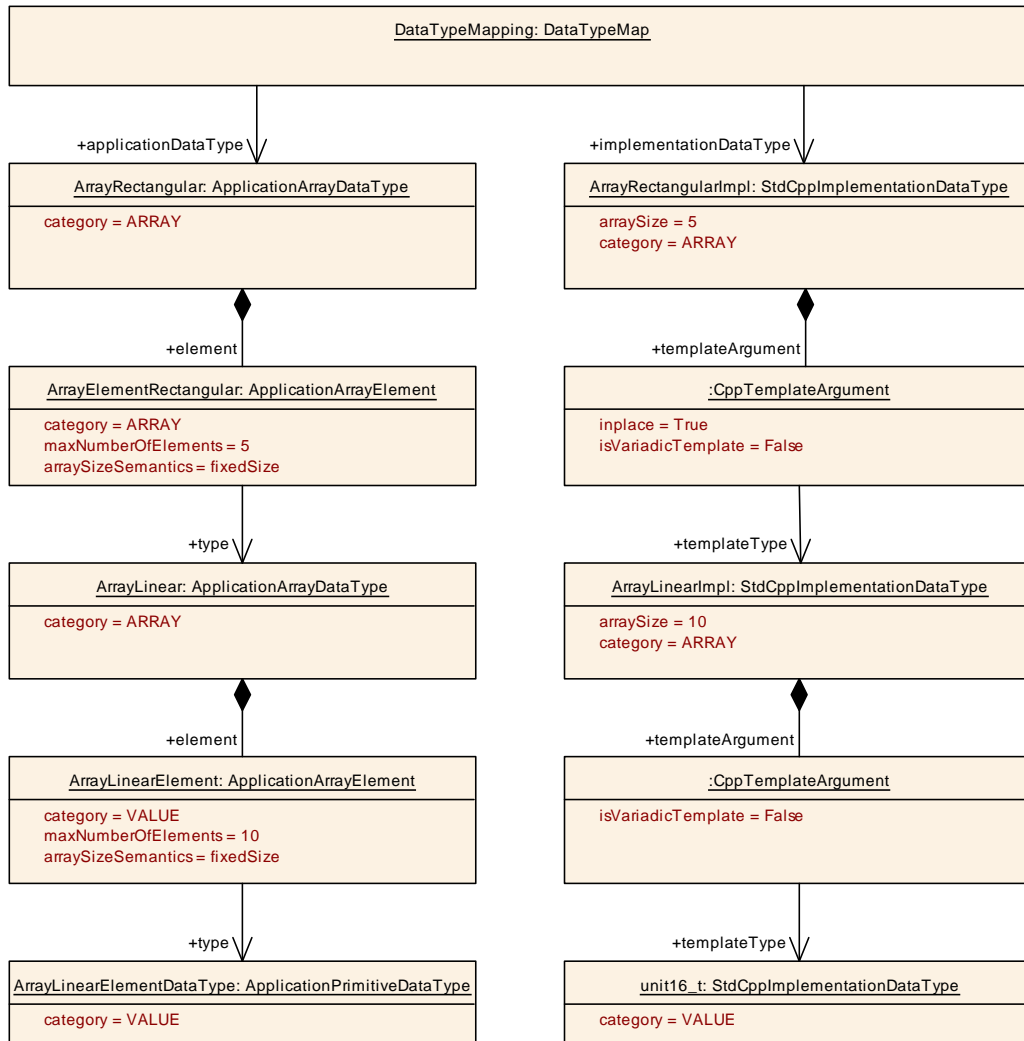 DataTypeMapping: DataTypeMap
+applicationDataType
+implementationDataType
ArrayRectangular: ApplicationArrayDataType
category = ARRAY
ArrayRectangularImpl: StdCppImplementationDataType
arraySize = 5
category = ARRAY
+element
+templateArgument
ArrayElementRectangular: ApplicationArrayElement
category = ARRAY
maxNumberOfElements = 5
arraySizeSemantics = fixedSize
:CppTemplateArgument
inplace = True
isVariadicTemplate = False
+type
+templateType
ArrayLinear: ApplicationArrayDataType
category = ARRAY
ArrayLinearImpl: StdCppImplementationDataType
arraySize = 10
category = ARRAY
+element
+templateArgument
ArrayLinearElement: ApplicationArrayElement
category = VALUE
maxNumberOfElements = 10
arraySizeSemantics = fixedSize
:CppTemplateArgument
isVariadicTemplate = False
+type
+templateType
ArrayLinearElementDataType: ApplicationPrimitiveDataType
category = VALUE
unit16_t: StdCppImplementationDataType
category = VALUE